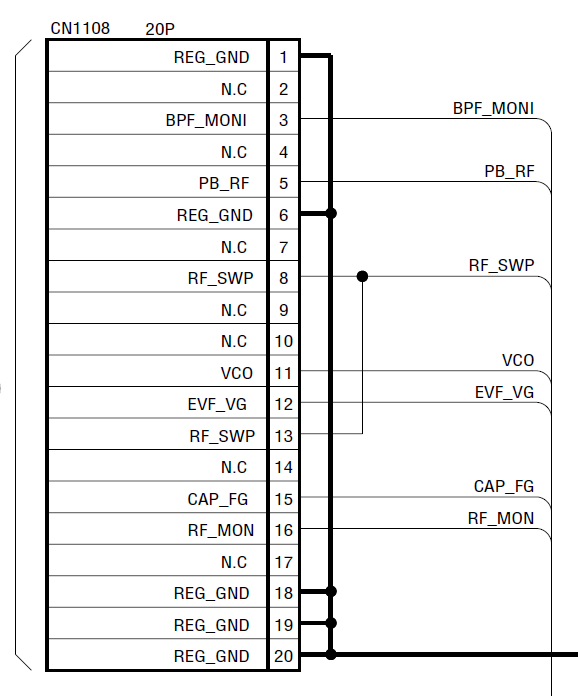 CN1108 20P
REG_GND 1
N.C 2
BPF_MONI 3 BPF_MONI
N.C 4
PB_RF 5 PB_RF
REG_GND 6
N.C 7
RF_SWP 8 RF_SWP
N.C 9
N.C 10
VCO 11 VCO
EVF_VG 12 EVF_VG
RF_SWP 13
N.C 14
CAP_FG 15 CAP_FG
RF_MON 16 RF_MON
N.C 17
REG_GND 18
REG_GND 19
REG_GND 20